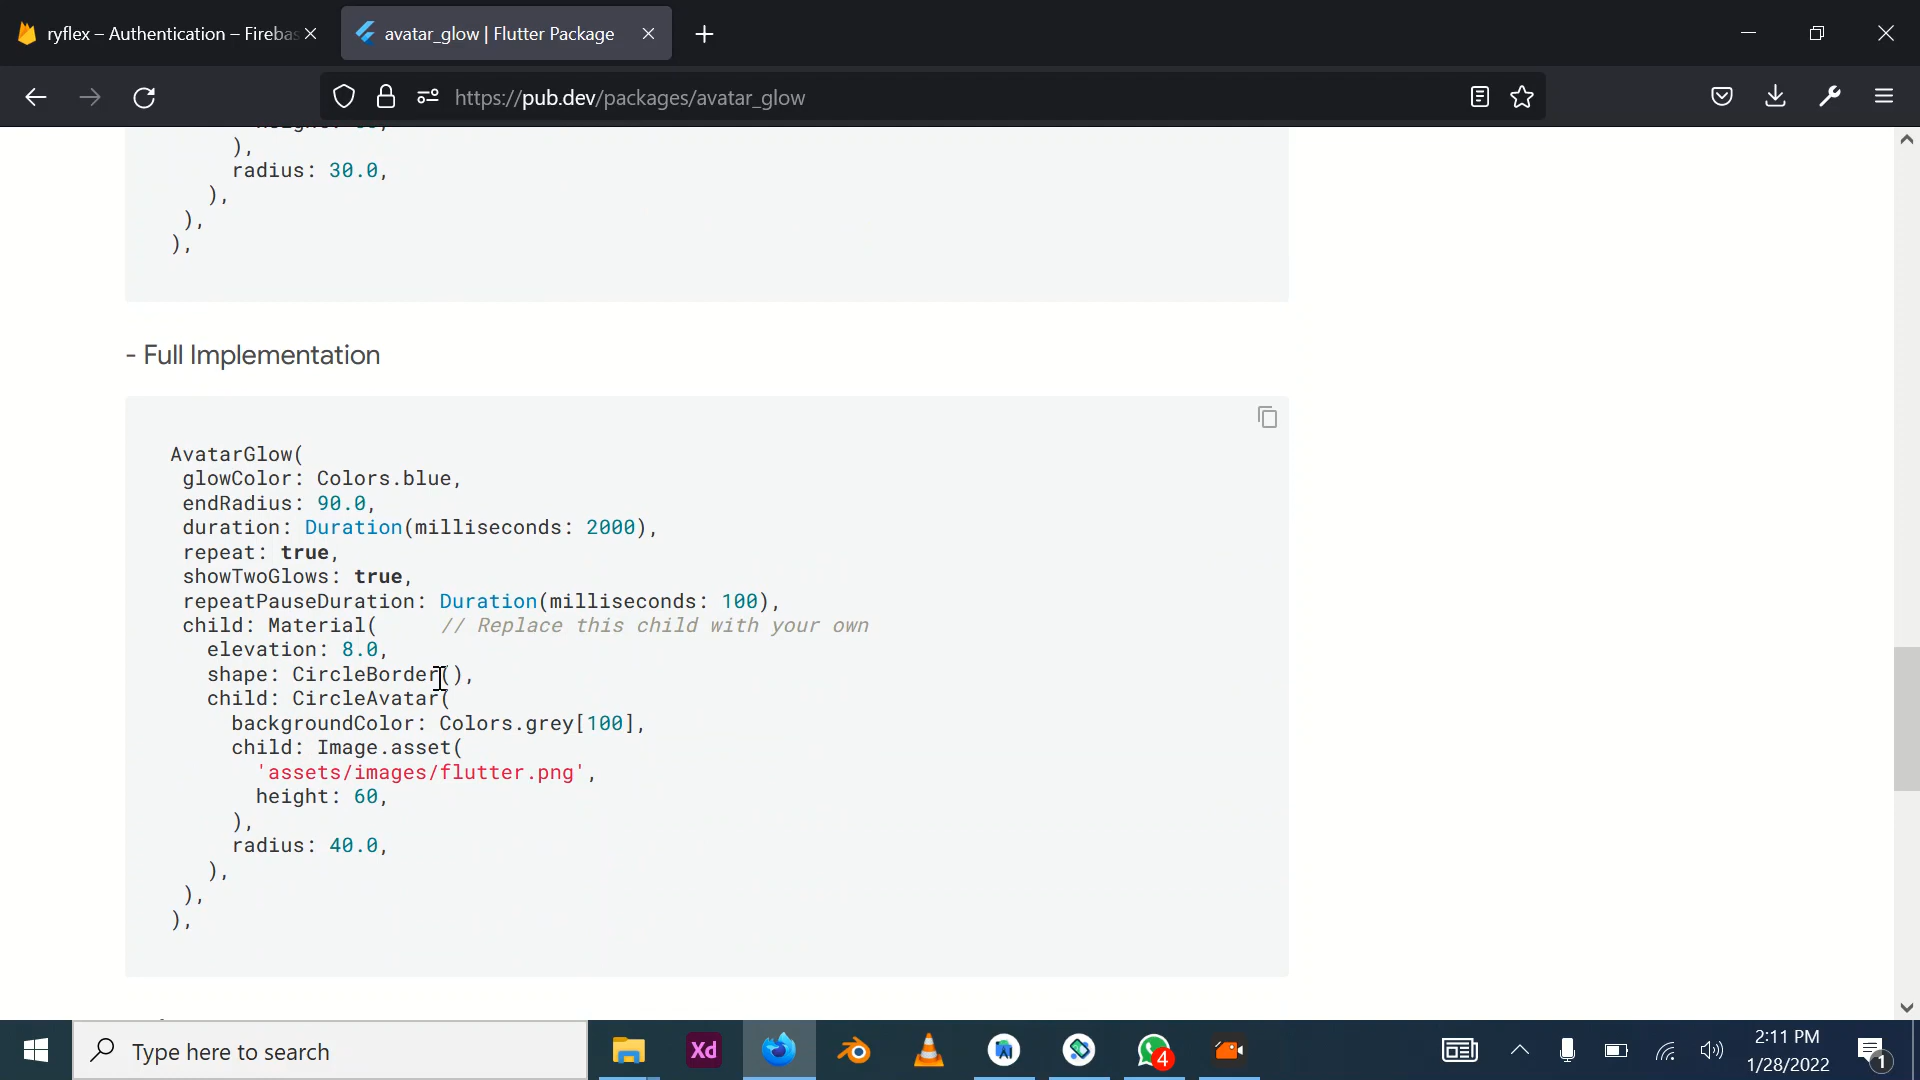 ryflex – Authentication – Firebas
avatar_glow | Flutter Package
https://pub.dev/packages/avatar_glow
),
radius: 30.0,
),
),
),
- Full Implementation
AvatarGlow(
glowColor: Colors.blue,
endRadius: 90.0,
duration: Duration(milliseconds: 2000),
repeat: true,
showTwoGlows: true,
repeatPauseDuration: Duration(milliseconds: 100),
child: Material(     // Replace this child with your own
elevation: 8.0,
shape: CircleBorder(),
child: CircleAvatar(
backgroundColor: Colors.grey[100],
child: Image.asset(
'assets/images/flutter.png',
height: 60,
),
radius: 40.0,
),
),
),
Type here to search
Xd
4
2:11 PM
1/28/2022
1